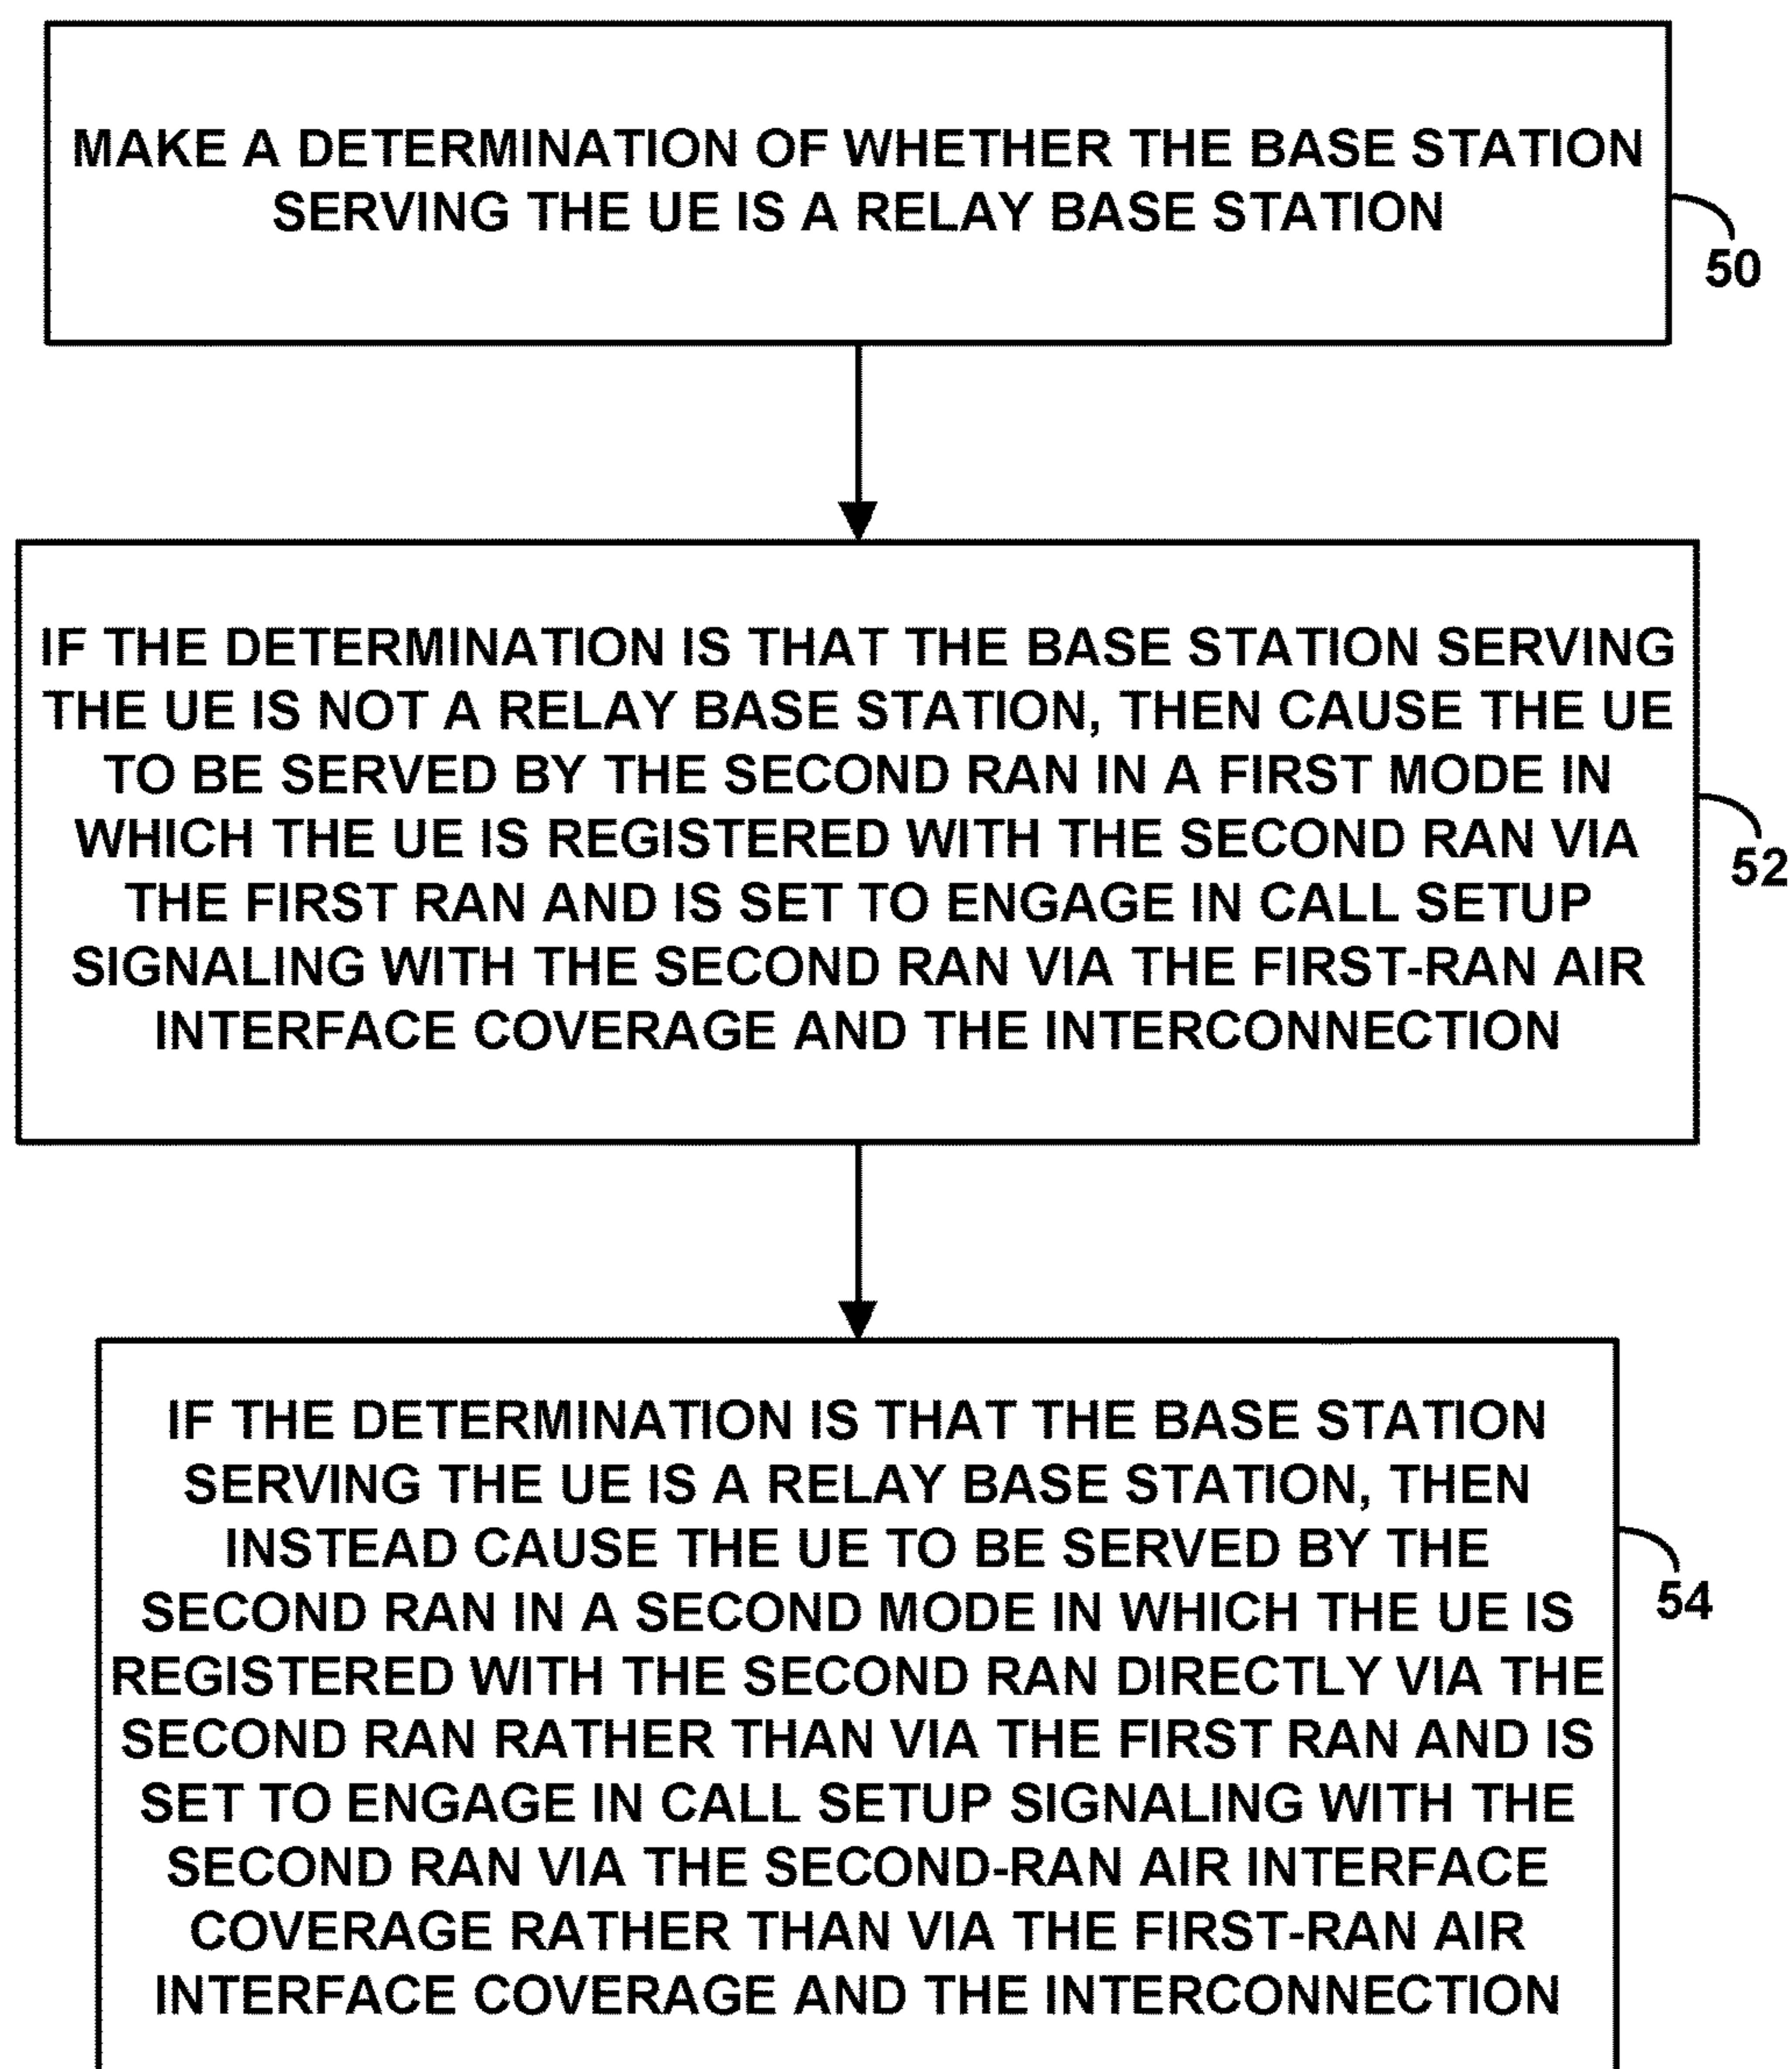 MAKE A DETERMINATION OF WHETHER THE BASE STATION
SERVING THE UE IS A RELAY BASE STATION
50
IF THE DETERMINATION IS THAT THE BASE STATION SERVING
THE UE IS NOT A RELAY BASE STATION, THEN CAUSE THE UE
TO BE SERVED BY THE SECOND RAN IN A FIRST MODE IN
WHICH THE UE IS REGISTERED WITH THE SECOND RAN VIA
THE FIRST RAN AND IS SET TO ENGAGE IN CALL SETUP
SIGNALING WITH THE SECOND RAN VIA THE FIRST-RAN AIR
INTERFACE COVERAGE AND THE INTERCONNECTION
52
IF THE DETERMINATION IS THAT THE BASE STATION
SERVING THE UE IS A RELAY BASE STATION, THEN
INSTEAD CAUSE THE UE TO BE SERVED BY THE
SECOND RAN IN A SECOND MODE IN WHICH THE UE IS
REGISTERED WITH THE SECOND RAN DIRECTLY VIA THE
SECOND RAN RATHER THAN VIA THE FIRST RAN AND IS
SET TO ENGAGE IN CALL SETUP SIGNALING WITH THE
SECOND RAN VIA THE SECOND-RAN AIR INTERFACE
COVERAGE RATHER THAN VIA THE FIRST-RAN AIR
INTERFACE COVERAGE AND THE INTERCONNECTION
54